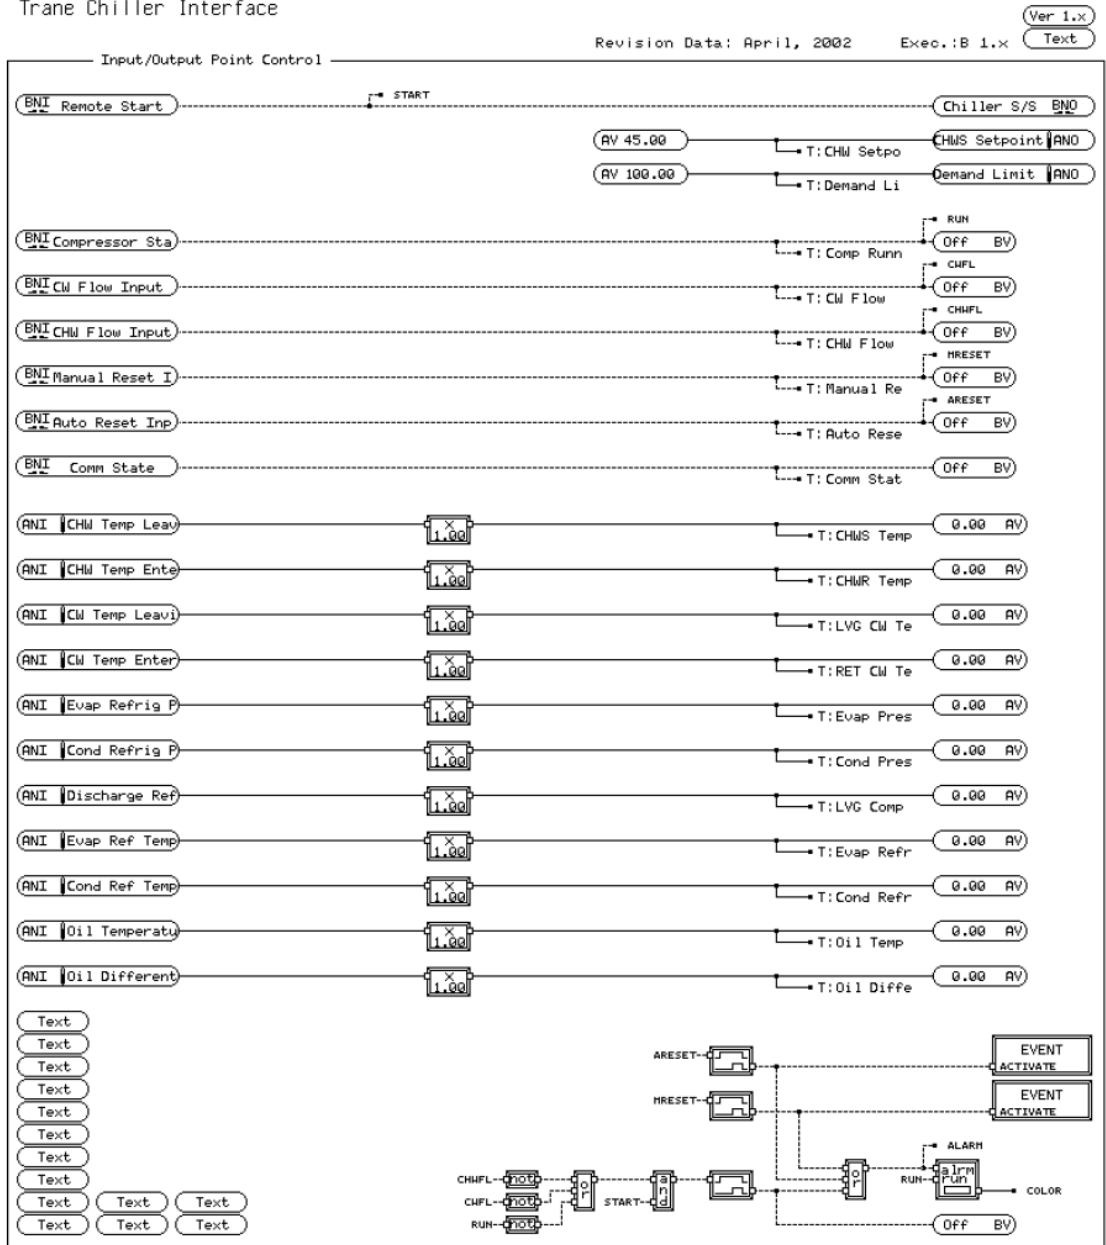 Trane Chiller Interface
Ver 1.x
Revision Data: April, 2002 Exec.:B 1.x Text
Input/Output Point Control
START
BNI Remote Start Chiller S/S BNO
AV 45.00 CHWS Setpoint ANO
T:CHW Setpo
AV 100.00 Demand Limit ANO
T:Demand Li
RUN
BNI Compressor Sta Off BV
T:Comp Runn
CWFL
BNI CW Flow Input Off BV
T:CW Flow
CHWFL
BNI CHW Flow Input Off BV
T:CHW Flow
MRESET
BNI Manual Reset I Off BV
T:Manual Re
ARESET
BNI Auto Reset Inp Off BV
T:Auto Rese
BNI Comm State Off BV
T:Comm Stat
ANI CHW Temp Leav × 0.00 AV
1.00 T:CHWS Temp
ANI CHW Temp Ente × 0.00 AV
1.00 T:CHWR Temp
ANI CW Temp Leavi × 0.00 AV
1.00 T:LVG CW Te
ANI CW Temp Enter × 0.00 AV
1.00 T:RET CW Te
ANI Evap Refrig P × 0.00 AV
1.00 T:Evap Pres
ANI Cond Refrig P × 0.00 AV
1.00 T:Cond Pres
ANI Discharge Ref × 0.00 AV
1.00 T:LVG Comp
ANI Evap Ref Temp × 0.00 AV
1.00 T:Evap Refr
ANI Cond Ref Temp × 0.00 AV
1.00 T:Cond Refr
ANI Oil Temperatu × 0.00 AV
1.00 T:Oil Temp
ANI Oil Different × 0.00 AV
1.00 T:Oil Diffe
Text
Text
Text
Text
Text
Text
Text
Text
Text Text Text
Text Text Text
ARESET EVENT
ACTIVATE
MRESET EVENT
ACTIVATE
ALARM
CHWFL not or and or RUN alrm run
CWFL not START COLOR
RUN not Off BV